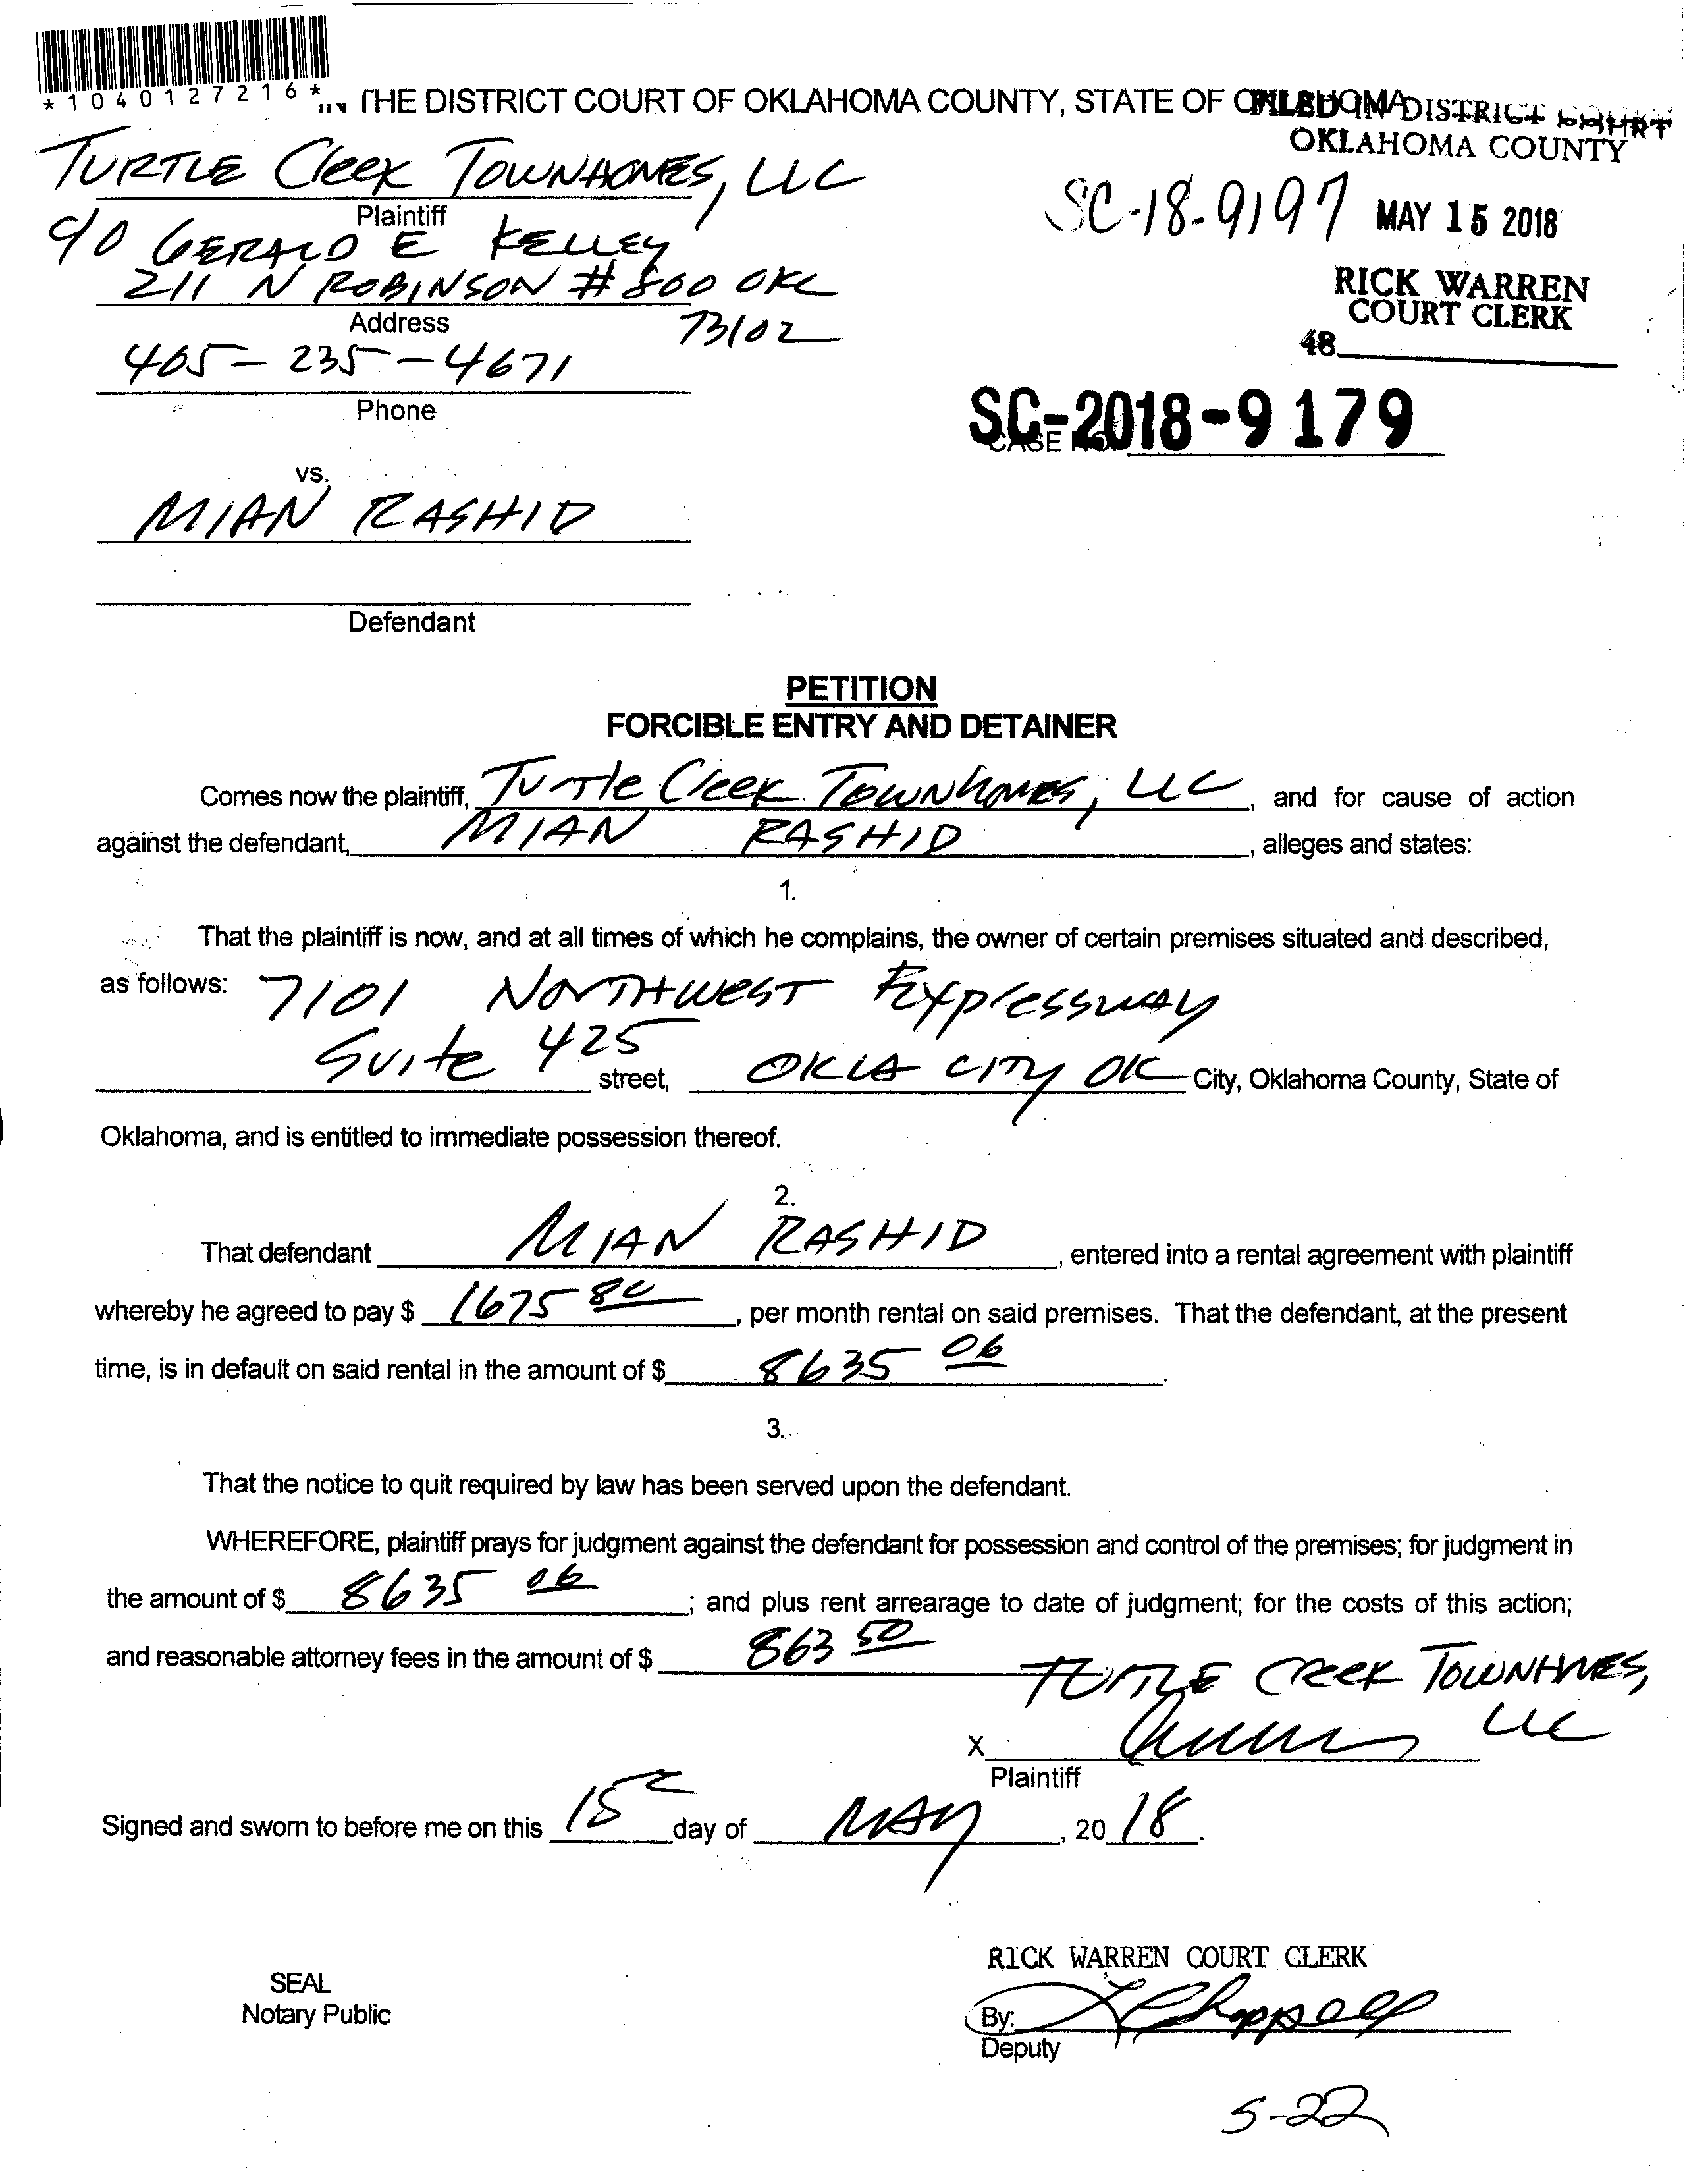 *1040127216*
IN THE DISTRICT COURT OF OKLAHOMA COUNTY, STATE OF OKLAHOMA
FILED IN DISTRICT COURT
OKLAHOMA COUNTY
TURTLE Creek TOWNHOMES, LLC
Plaintiff
SC-18-9197
MAY 15 2018
c/o GERALD E KELLEY
211 N ROBINSON # 800 OKC
RICK WARREN
COURT CLERK
Address
73102
48
405-235-4671
Phone
SC-2018-9179
CASE NO.
vs.
MIAN RASHID
Defendant
PETITION
FORCIBLE ENTRY AND DETAINER
Comes now the plaintiff, Turtle Creek Townhomes, LLC, and for cause of action
against the defendant, MIAN RASHID, alleges and states:
1.
That the plaintiff is now, and at all times of which he complains, the owner of certain premises situated and described,
as follows: 7101 Northwest Expressway
Suite 425 street, OKLA CITY OK City, Oklahoma County, State of
Oklahoma, and is entitled to immediate possession thereof.
2.
That defendant MIAN RASHID, entered into a rental agreement with plaintiff
whereby he agreed to pay $ 1675 80, per month rental on said premises. That the defendant, at the present
time, is in default on said rental in the amount of $ 8635 06.
3.
That the notice to quit required by law has been served upon the defendant.
WHEREFORE, plaintiff prays for judgment against the defendant for possession and control of the premises; for judgment in
the amount of $ 8635 06; and plus rent arrearage to date of judgment; for the costs of this action;
and reasonable attorney fees in the amount of $ 863 50
TURTLE Creek TOWNHOMES,
LLC
X
Plaintiff
Signed and sworn to before me on this 15 day of MAY, 20 18.
RICK WARREN COURT CLERK
SEAL
Notary Public
By: Chappell
Deputy
5-22